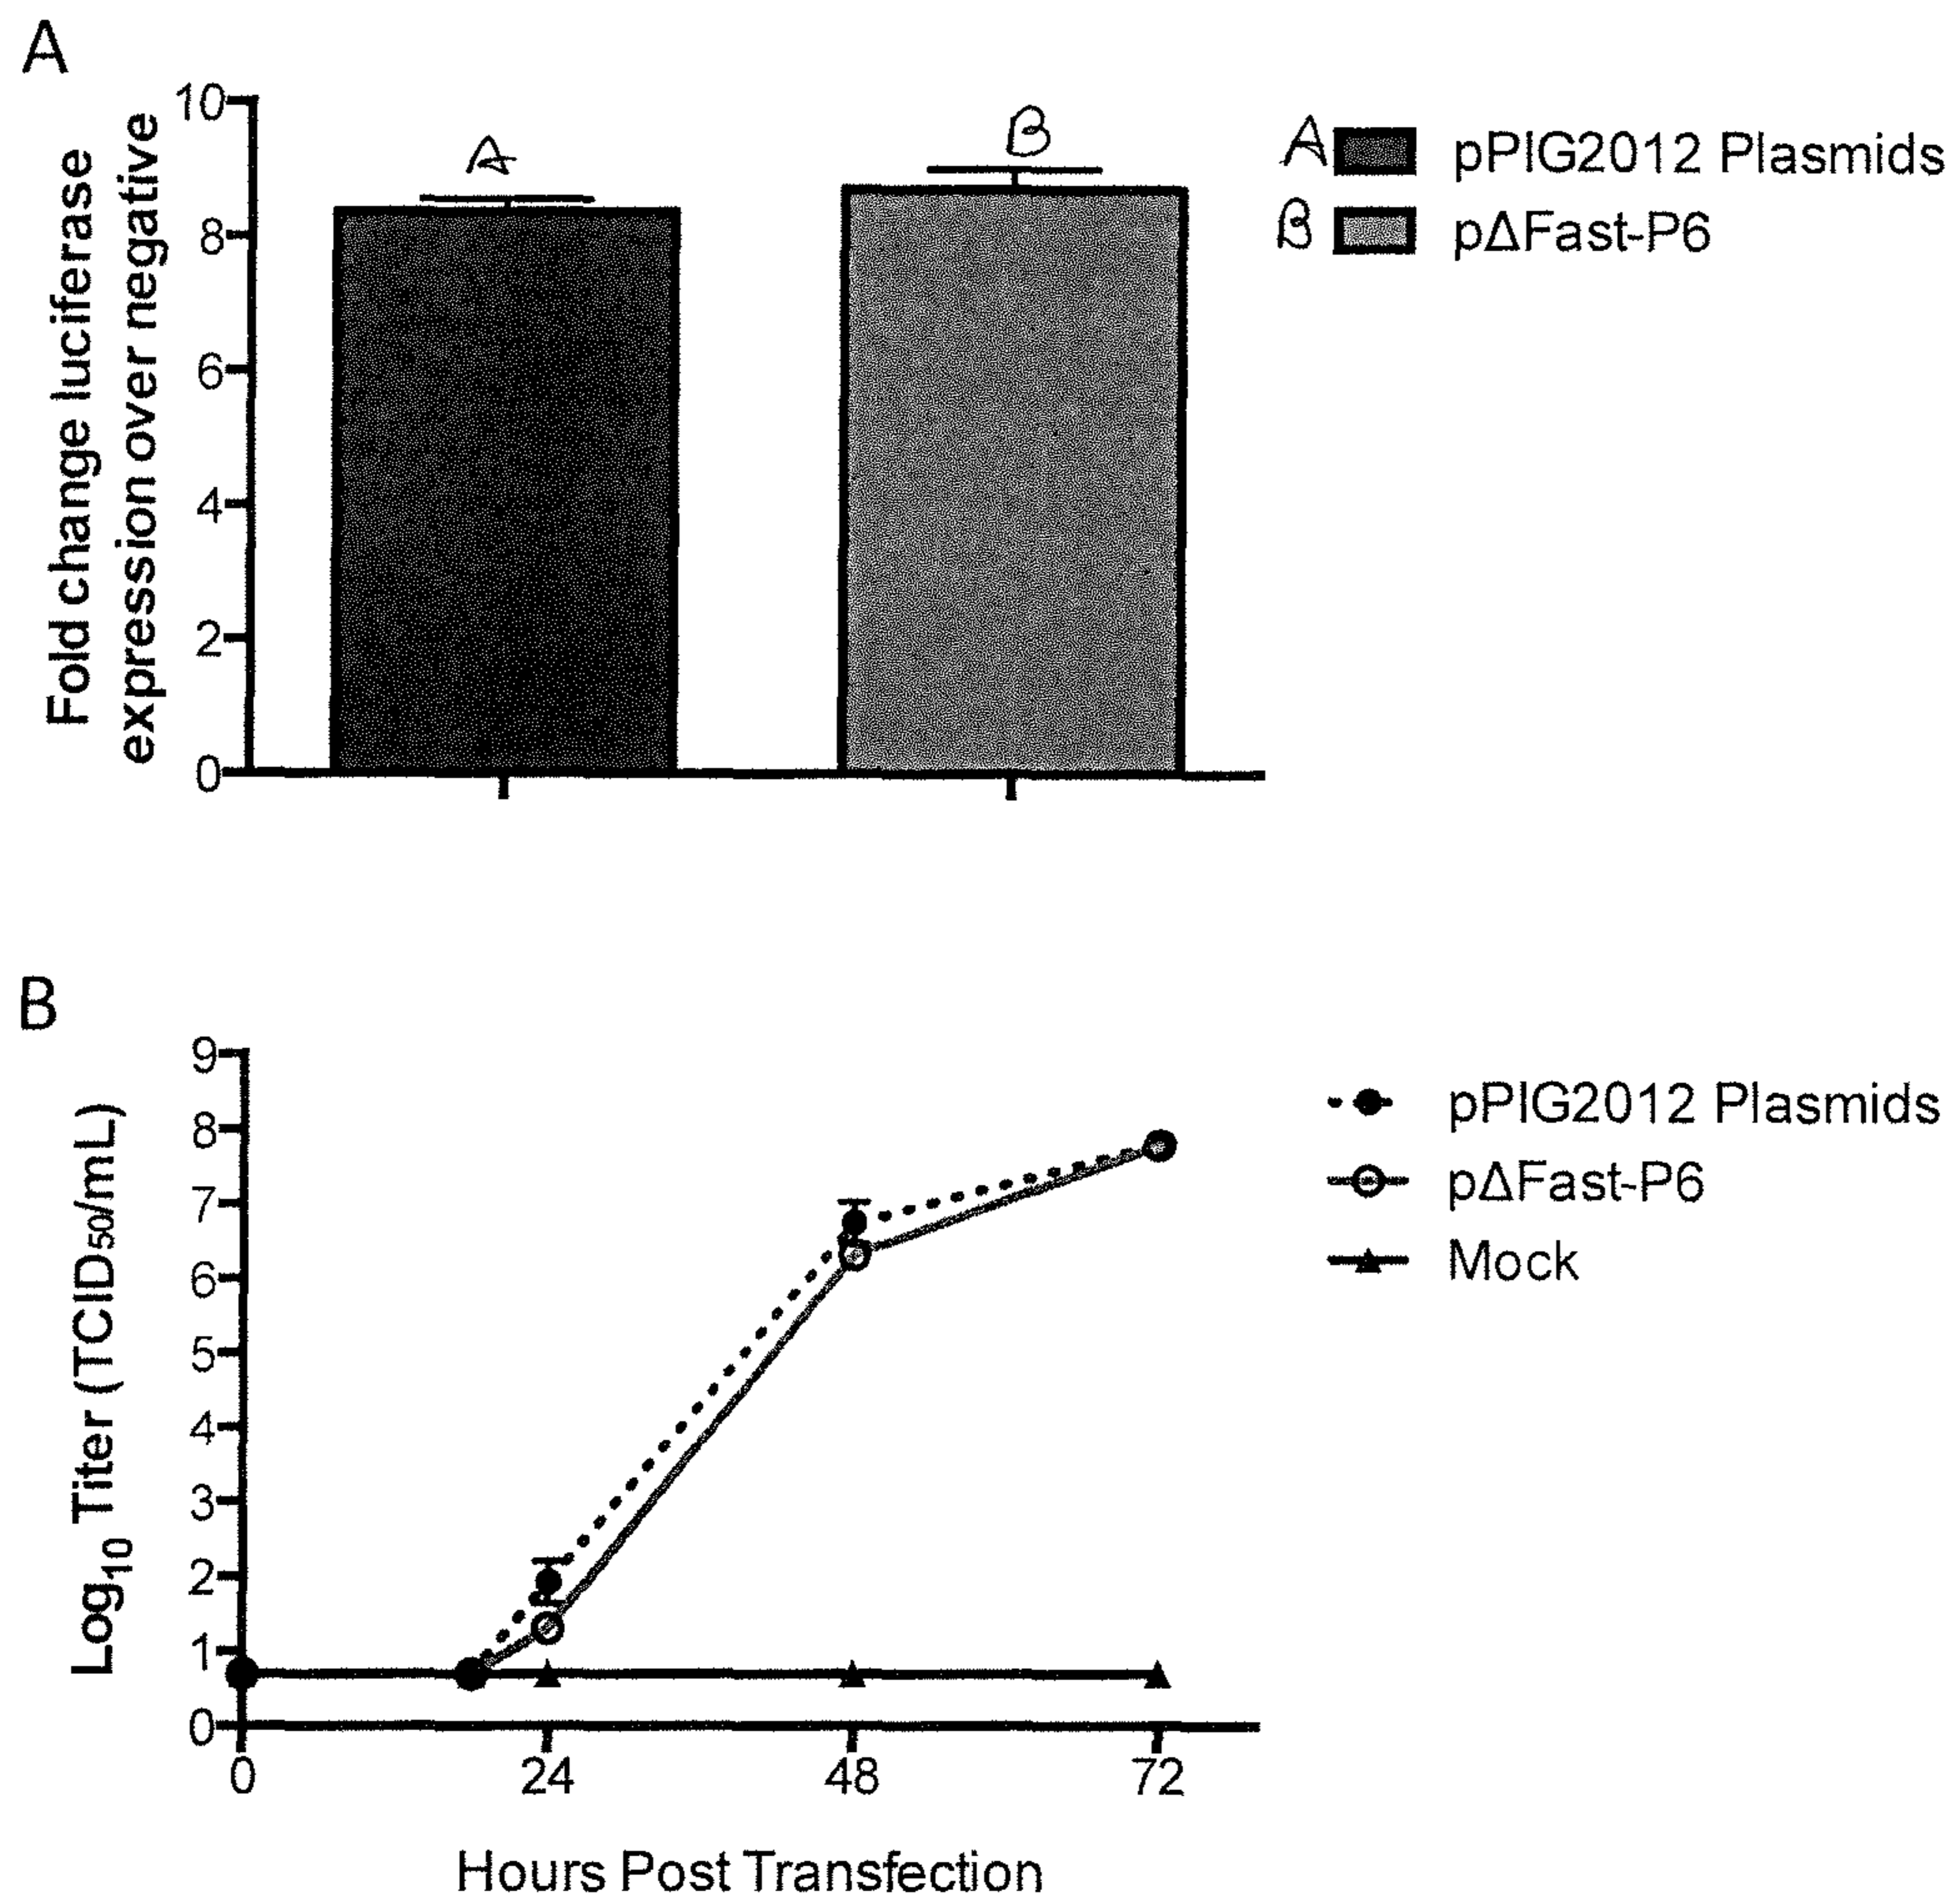 A
10
8
6
4
2
0
Fold change luciferase
expression over negative
A
B
A pPIG2012 Plasmids
B pΔFast-P6
B
9
8
7
6
5
4
3
2
1
0
Log10 Titer (TCID50/mL)
pPIG2012 Plasmids
pΔFast-P6
Mock
0 24 48 72
Hours Post Transfection